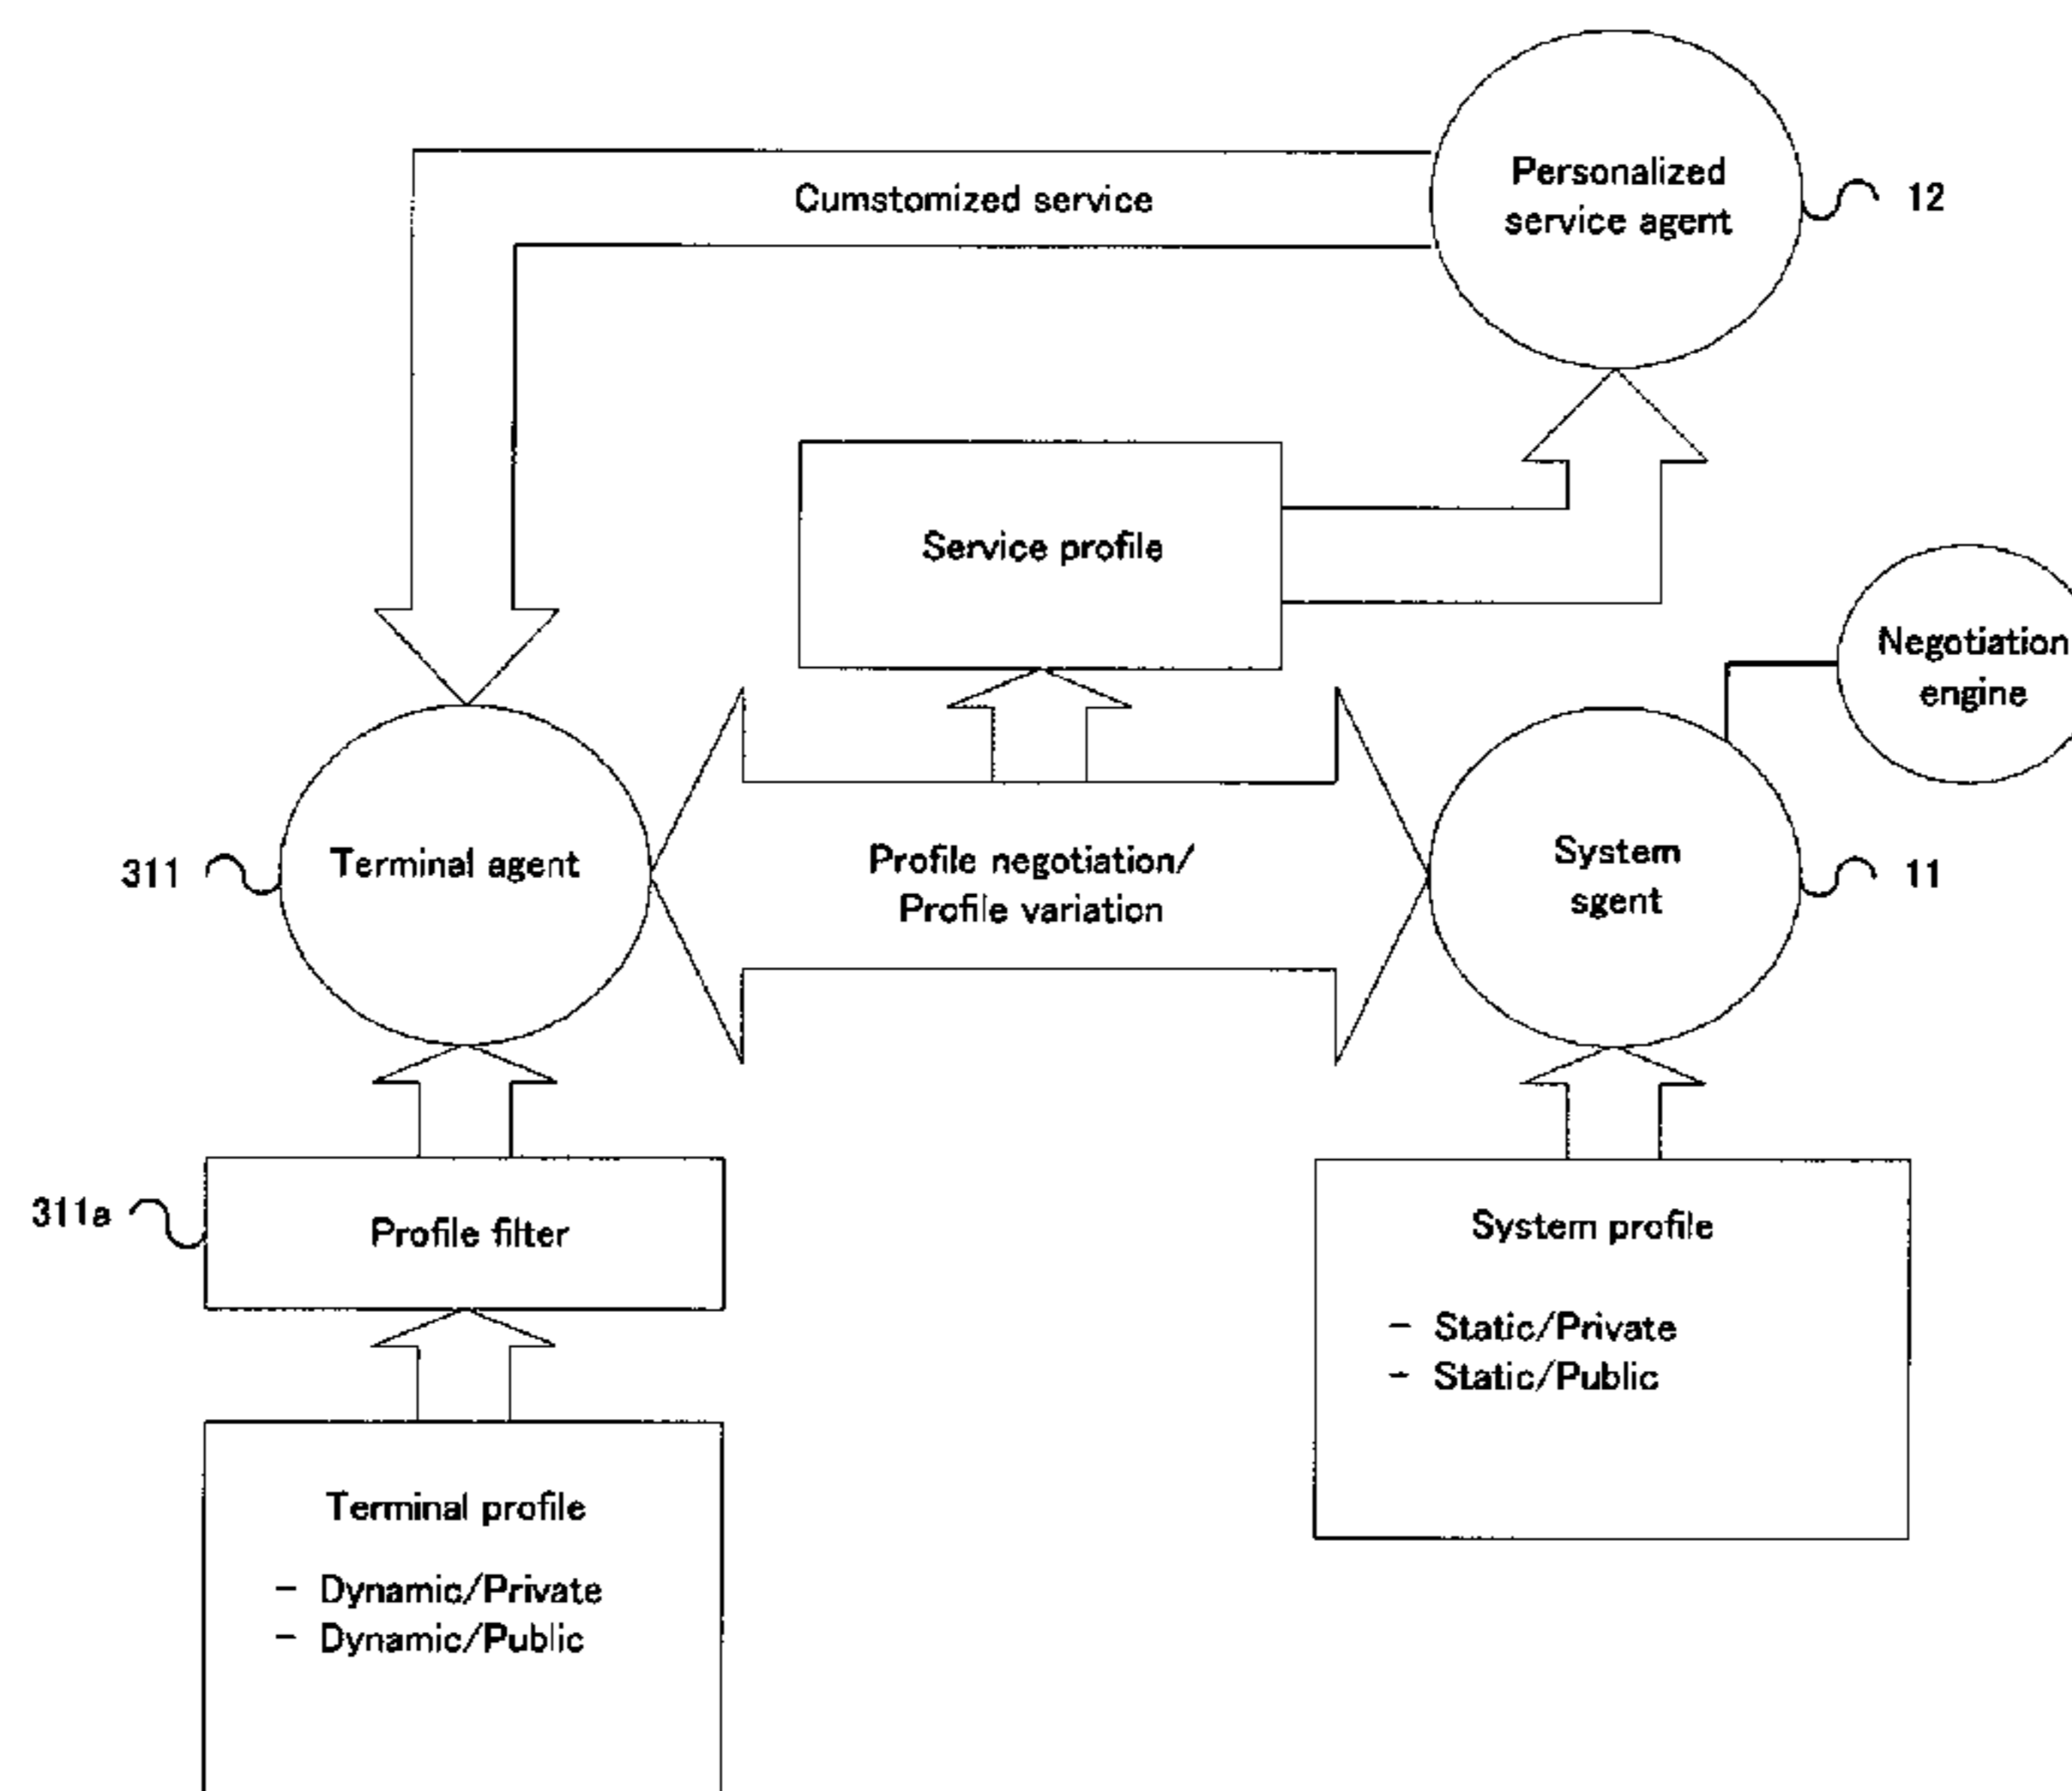 Personalized
service agent
12
Cumstomized service
Service profile
Negotiation
engine
311
Terminal agent
Profile negotiation/
Profile variation
System
sgent
11
311a
Profile filter
System profile
- Static/Private
- Static/Public
Terminal profile
- Dynamic/Private
- Dynamic/Public